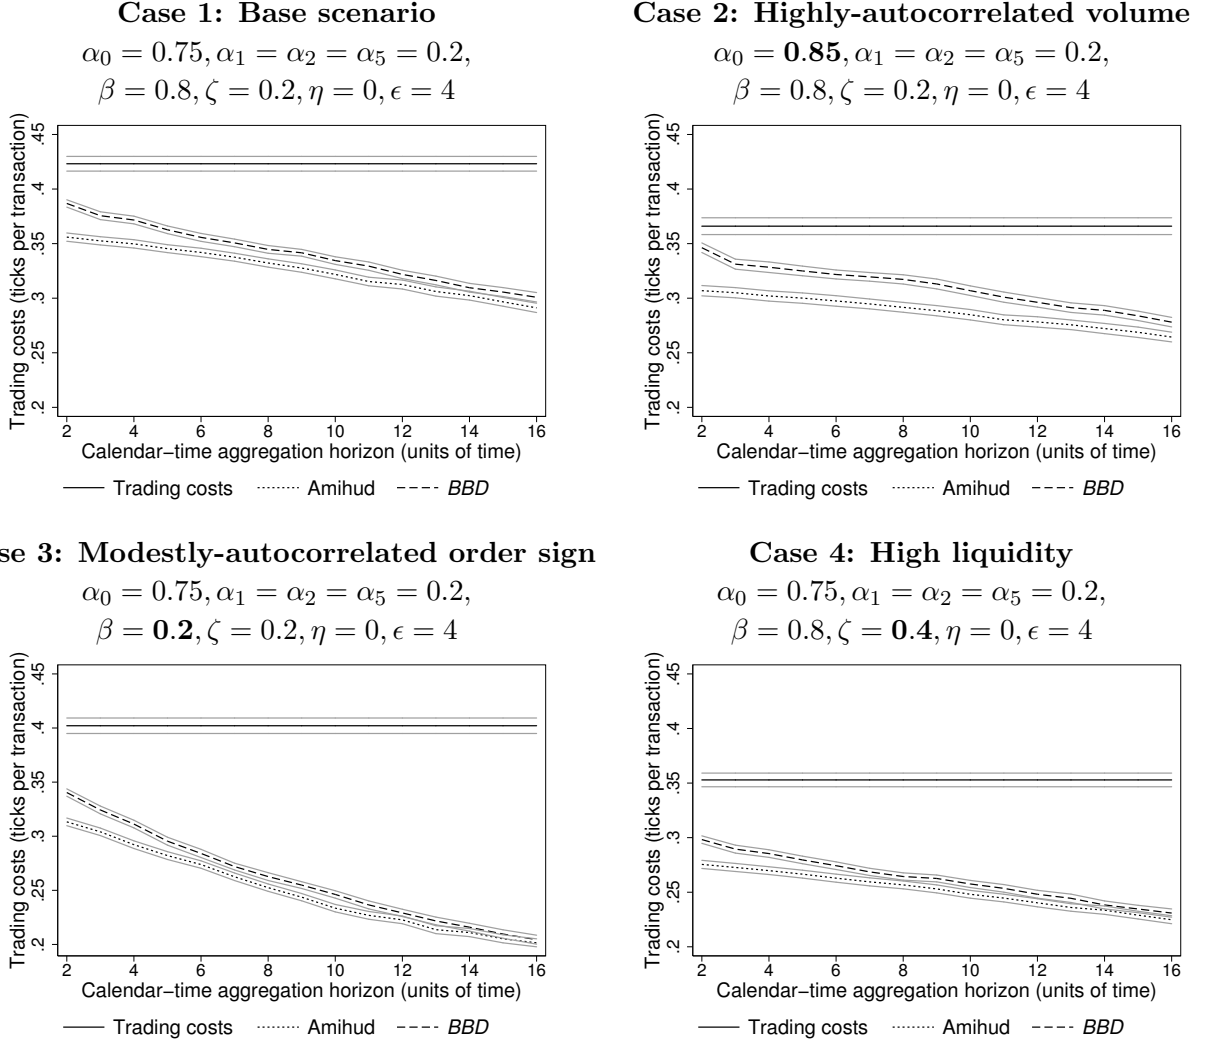 Case 1: Base scenario
α₀ = 0.75, α₁ = α₂ = α₅ = 0.2,
β = 0.8, ζ = 0.2, η = 0, ϵ = 4
Trading costs (ticks per transaction)
.45
.4
.35
.3
.25
.2
2 4 6 8 10 12 14 16
Calendar−time aggregation horizon (units of time)
Trading costs Amihud BBD
Case 2: Highly-autocorrelated volume
α₀ = 0.85, α₁ = α₂ = α₅ = 0.2,
β = 0.8, ζ = 0.2, η = 0, ϵ = 4
Trading costs (ticks per transaction)
.45
.4
.35
.3
.25
.2
2 4 6 8 10 12 14 16
Calendar−time aggregation horizon (units of time)
Trading costs Amihud BBD
se 3: Modestly-autocorrelated order sign
α₀ = 0.75, α₁ = α₂ = α₅ = 0.2,
β = 0.2, ζ = 0.2, η = 0, ϵ = 4
Trading costs (ticks per transaction)
.45
.4
.35
.3
.25
.2
2 4 6 8 10 12 14 16
Calendar−time aggregation horizon (units of time)
Trading costs Amihud BBD
Case 4: High liquidity
α₀ = 0.75, α₁ = α₂ = α₅ = 0.2,
β = 0.8, ζ = 0.4, η = 0, ϵ = 4
Trading costs (ticks per transaction)
.45
.4
.35
.3
.25
.2
2 4 6 8 10 12 14 16
Calendar−time aggregation horizon (units of time)
Trading costs Amihud BBD